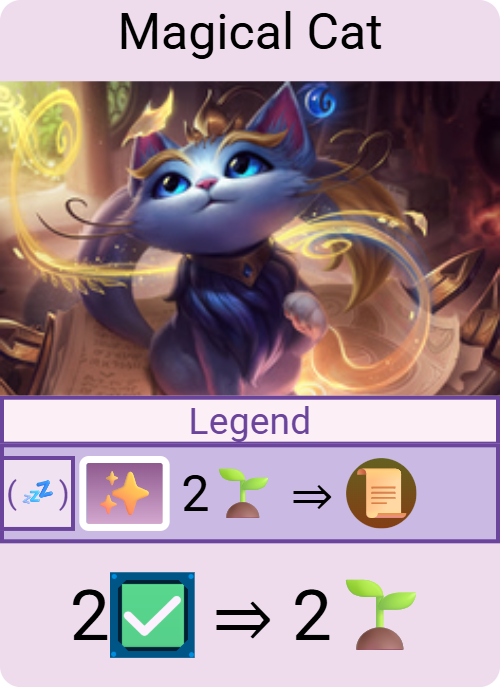 Magical Cat
Legend
(💤) ✨ 2 🌱 ⇒ 📜
2 ✅ ⇒ 2 🌱